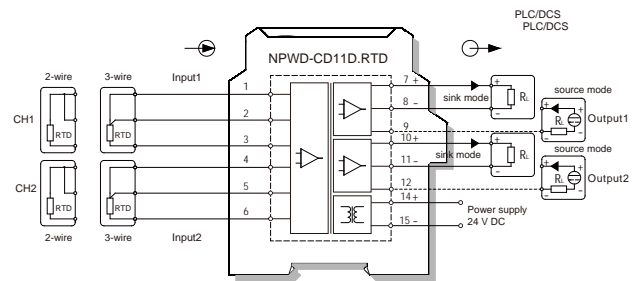 PLC/DCS
PLC/DCS
NPWD-CD11D.RTD
2-wire
3-wire
Input1
1
7 +
sink mode
+
RL
−
source mode
CH1
RTD
RTD
2
8 −
+
RL
−
+
−
Output1
3
9
10 +
sink mode
+
RL
−
source mode
4
11 −
CH2
RTD
RTD
5
12
+
RL
−
+
−
Output2
6
14 +
Power supply
24 V DC
15 −
2-wire
3-wire
Input2